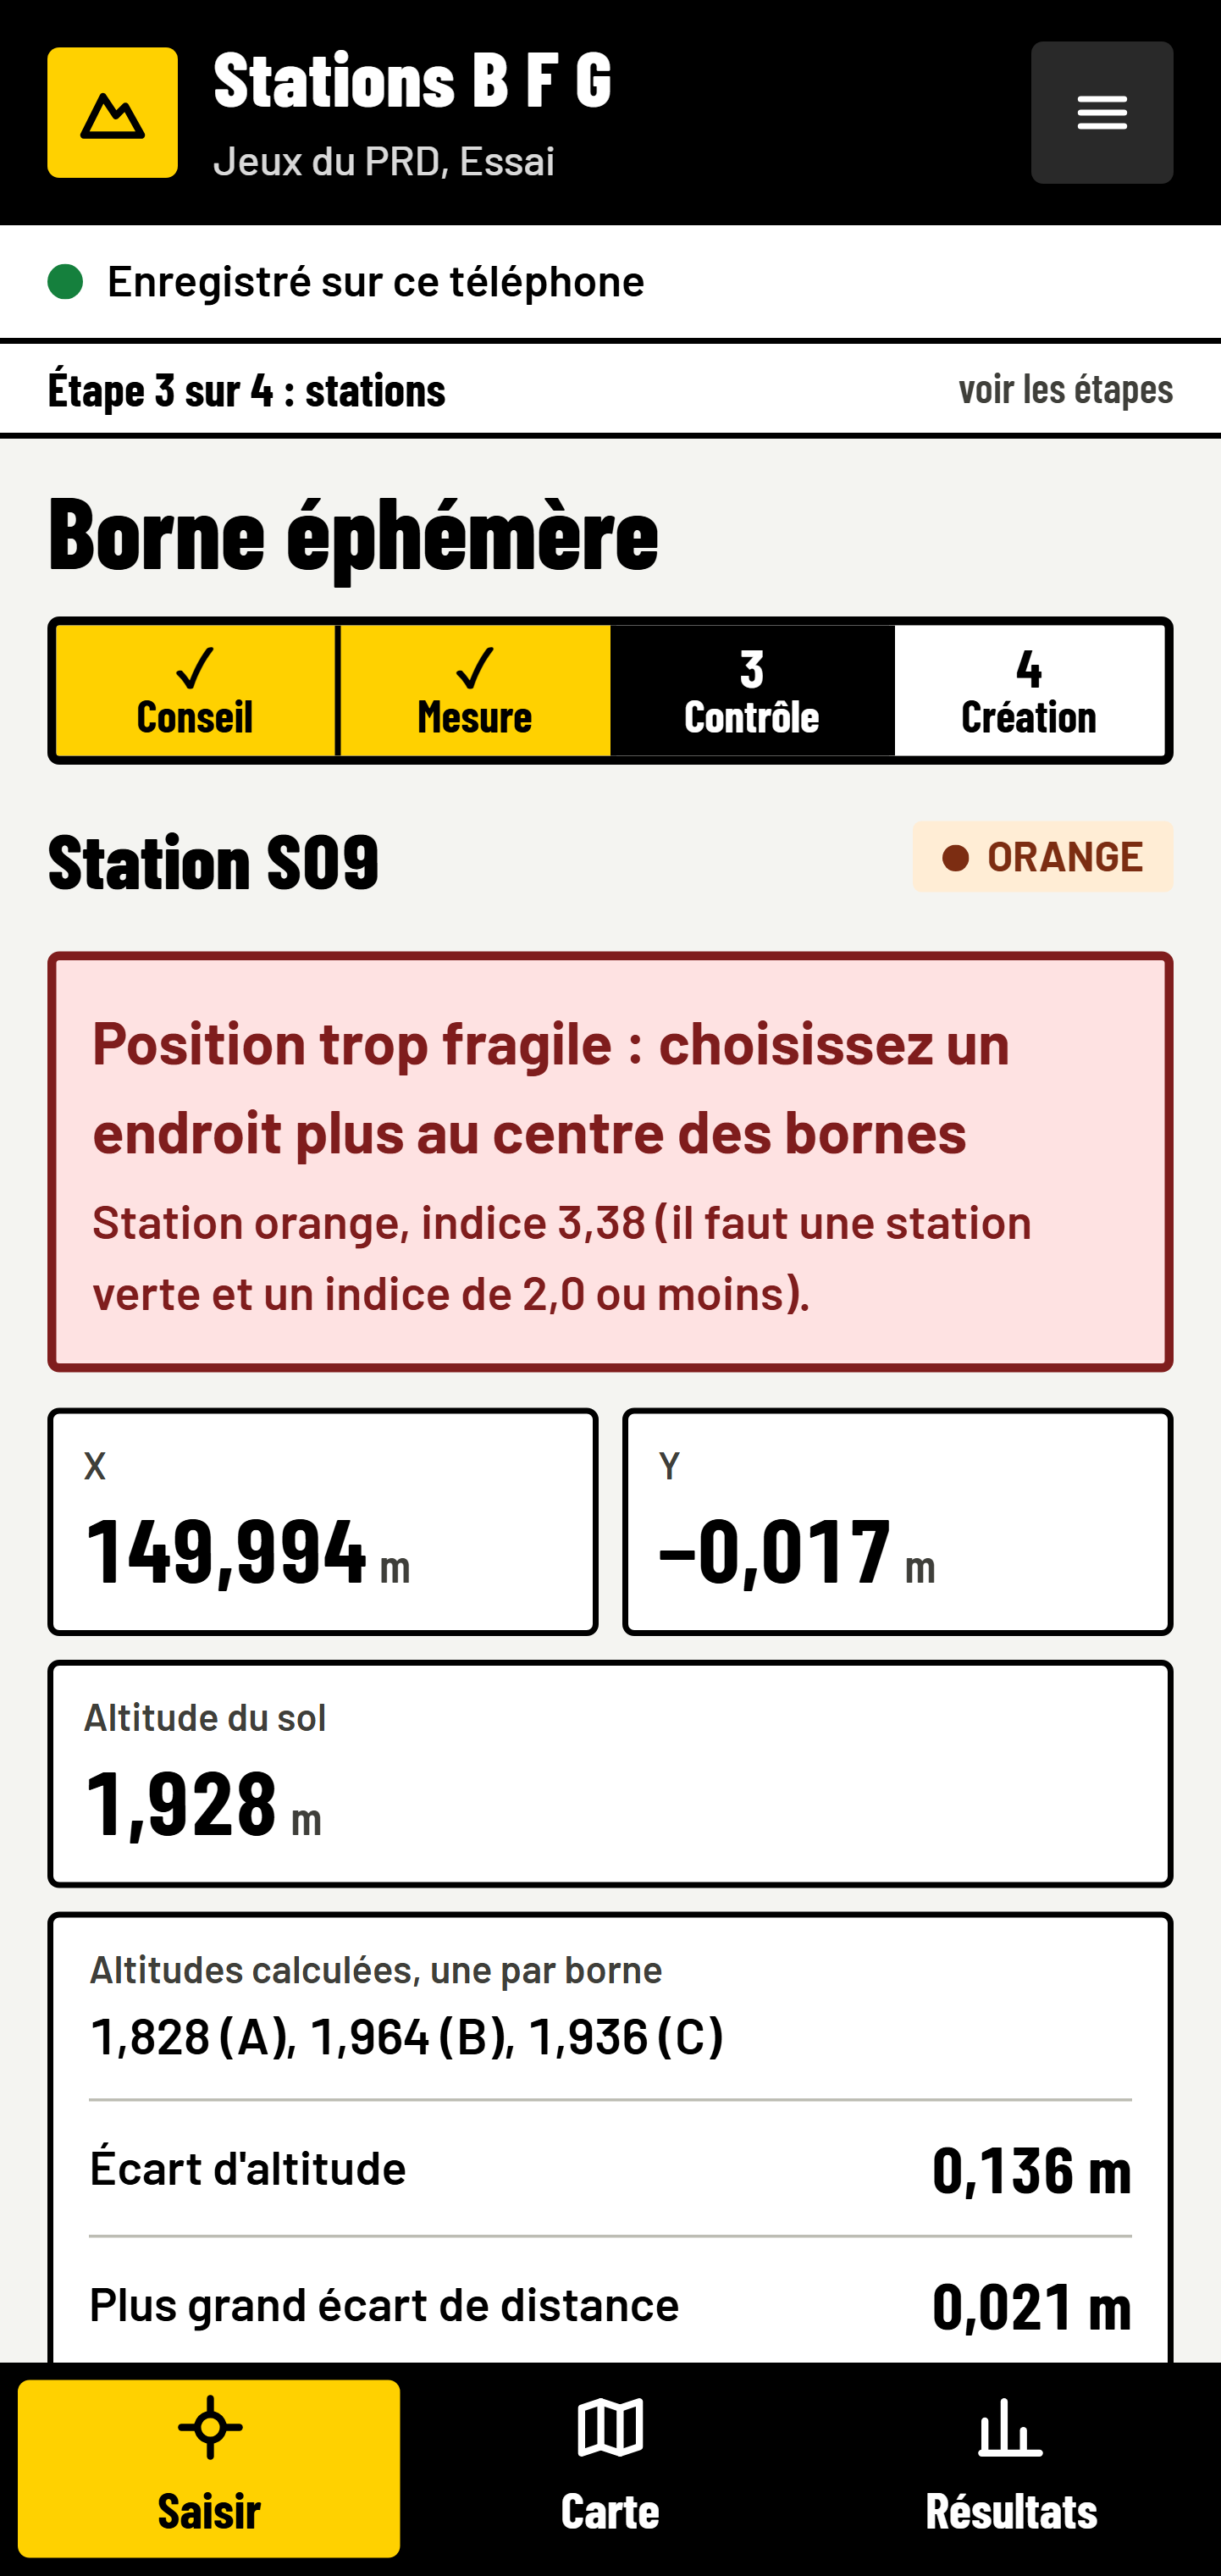 Stations B F G
Jeux du PRD, Essai
Enregistré sur ce téléphone
Étape 3 sur 4 : stations
voir les étapes
Borne éphémère
✓
Conseil
✓
Mesure
3
Contrôle
4
Création
Station S09
ORANGE
Position trop fragile : choisissez un
endroit plus au centre des bornes
Station orange, indice 3,38 (il faut une station
verte et un indice de 2,0 ou moins).
X
149,994 m
Y
−0,017 m
Altitude du sol
1,928 m
Altitudes calculées, une par borne
1,828 (A), 1,964 (B), 1,936 (C)
Écart d'altitude
0,136 m
Plus grand écart de distance
0,021 m
Saisir
Carte
Résultats